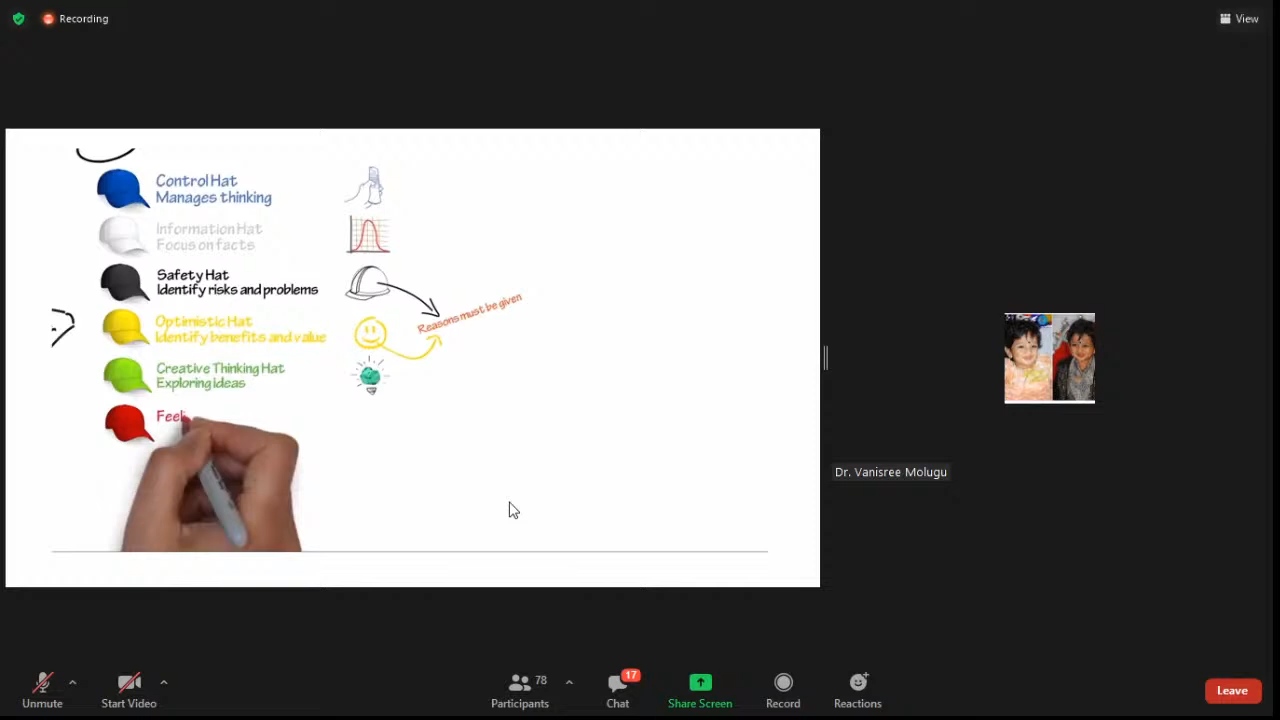 Recording
View
Control Hat
Manages thinking
Information Hat
Focus on facts
Safety Hat
Identify risks and problems
Reasons must be given
Optimistic Hat
Identify benefits and value
Creative Thinking Hat
Exploring ideas
Feeli
Dr. Vanisree Molugu
Unmute
Start Video
78
Participants
17
Chat
Share Screen
Record
Reactions
Leave